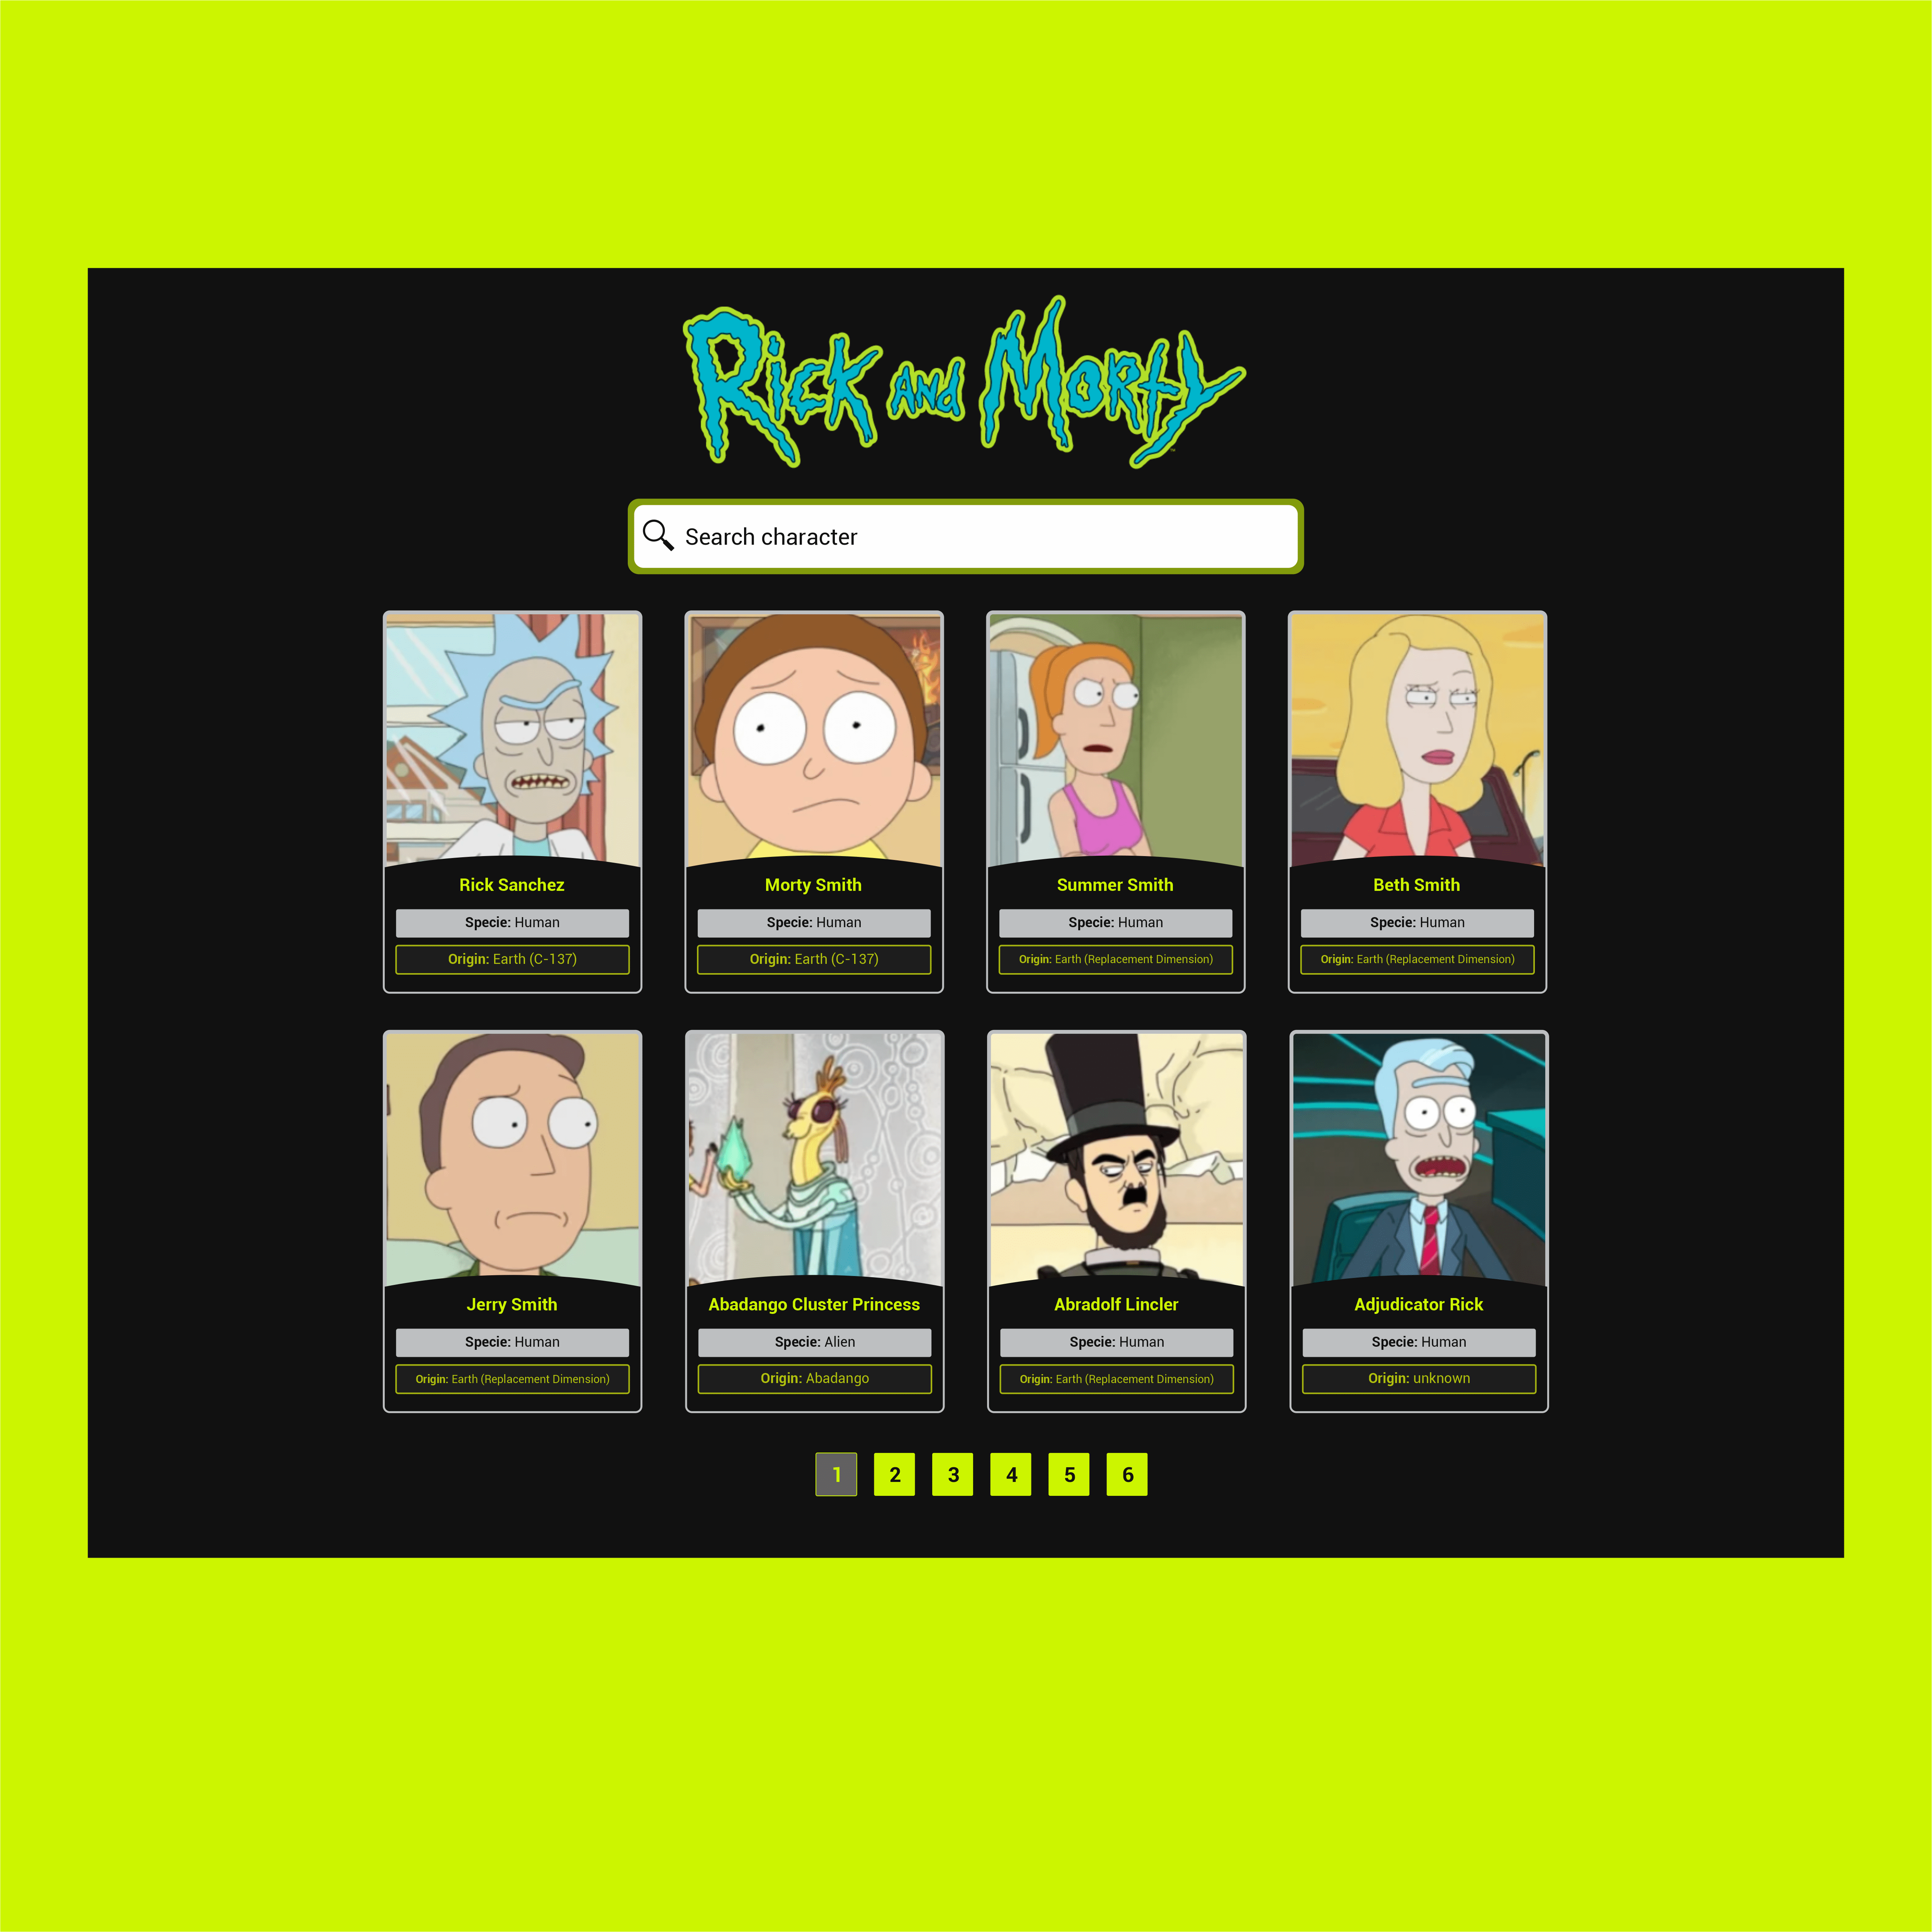 Rick and Morty
Search character
Rick Sanchez
Specie: Human
Origin: Earth (C-137)
Morty Smith
Specie: Human
Origin: Earth (C-137)
Summer Smith
Specie: Human
Origin: Earth (Replacement Dimension)
Beth Smith
Specie: Human
Origin: Earth (Replacement Dimension)
Jerry Smith
Specie: Human
Origin: Earth (Replacement Dimension)
Abadango Cluster Princess
Specie: Alien
Origin: Abadango
Abradolf Lincler
Specie: Human
Origin: Earth (Replacement Dimension)
Adjudicator Rick
Specie: Human
Origin: unknown
1 2 3 4 5 6